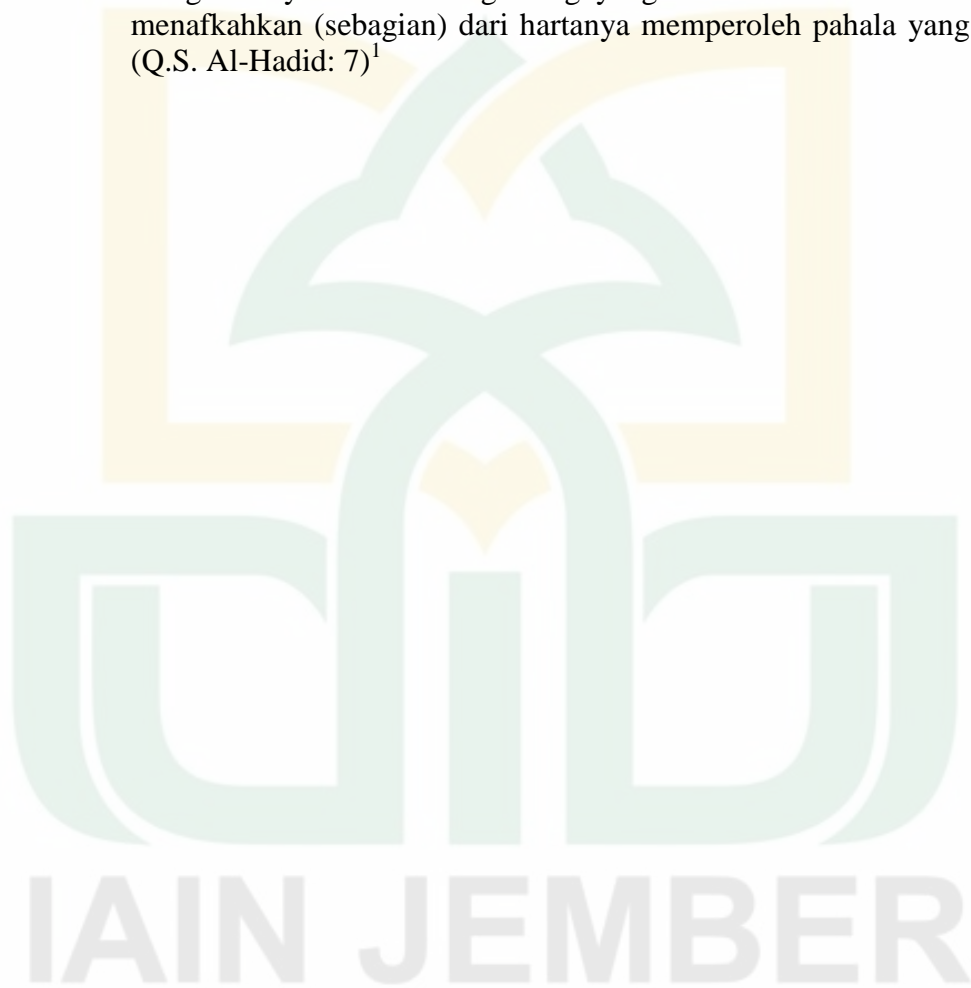 menafkahkan (sebagian) dari hartanya memperoleh pahala yang
(Q.S. Al-Hadid: 7)¹
IAIN JEMBER